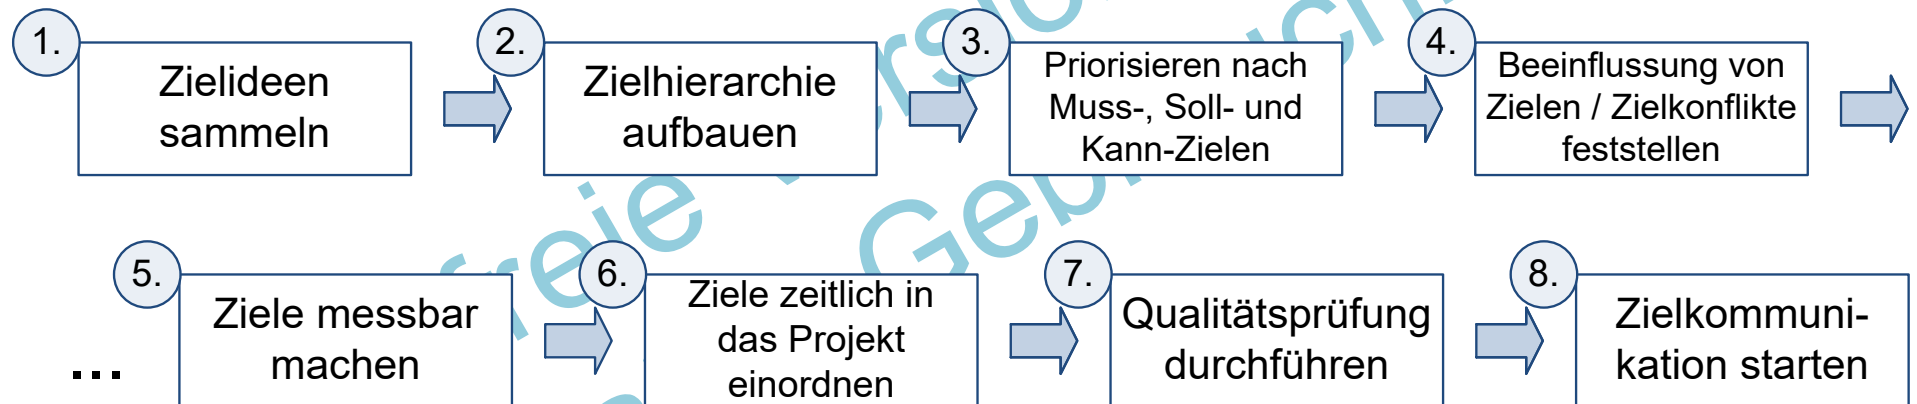 1.
Zielideen
sammeln
2.
Zielhierarchie
aufbauen
3.
Priorisieren nach
Muss-, Soll- und
Kann-Zielen
4.
Beeinflussung von
Zielen / Zielkonflikte
feststellen
...
5.
Ziele messbar
machen
6.
Ziele zeitlich in
das Projekt
einordnen
7.
Qualitätsprüfung
durchführen
8.
Zielkommuni-
kation starten
freie